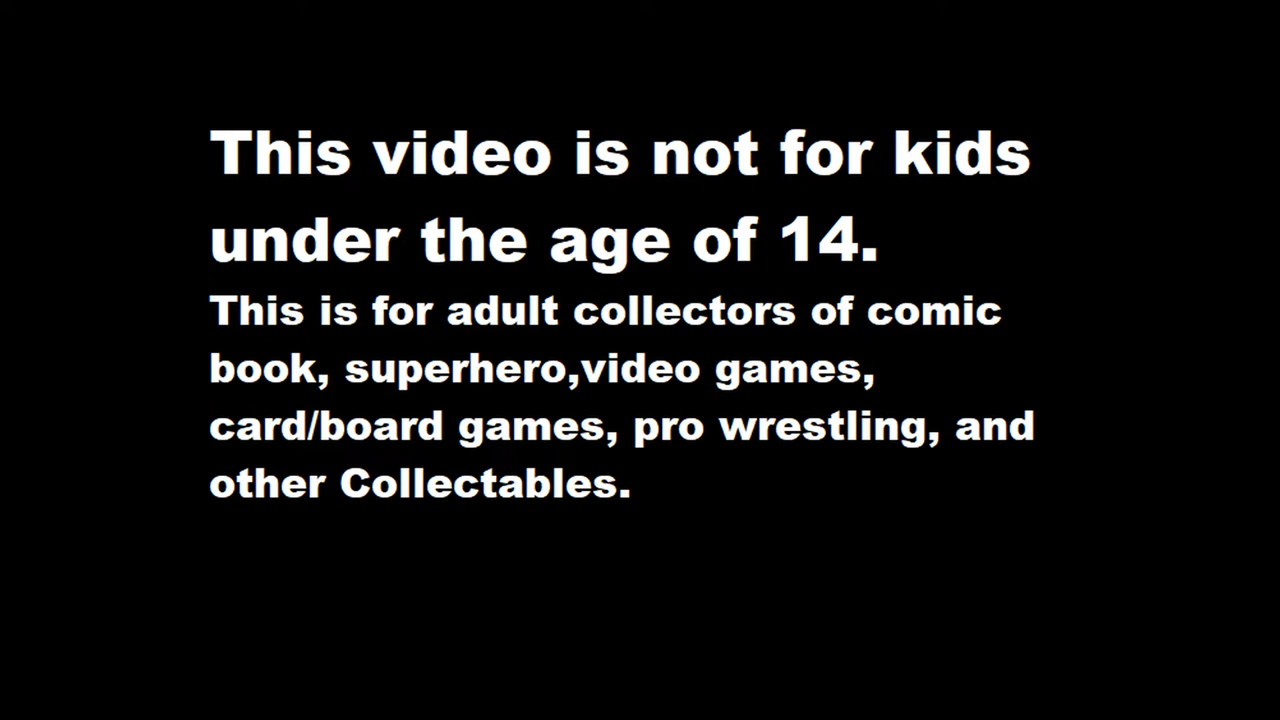 This video is not for kids
under the age of 14.
This is for adult collectors of comic
book, superhero,video games,
card/board games, pro wrestling, and
other Collectables.